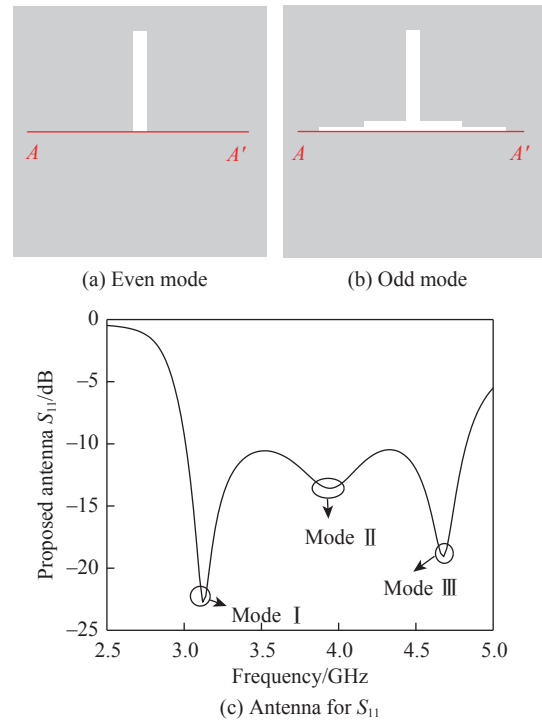 A A′ A A′
(a) Even mode (b) Odd mode
0
−5
−10
−15
−20
−25
Proposed antenna S₁₁/dB
Mode Ⅱ
Mode Ⅲ
Mode Ⅰ
2.5 3.0 3.5 4.0 4.5 5.0
Frequency/GHz
(c) Antenna for S₁₁